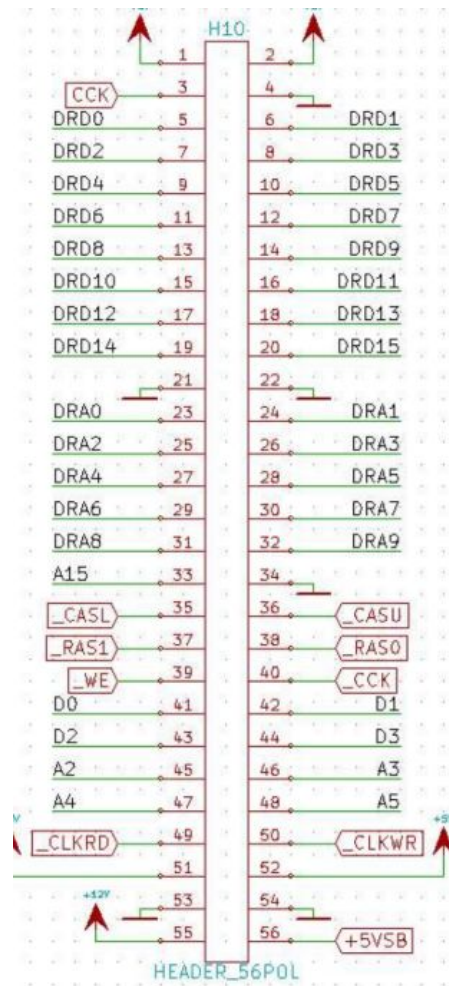 H10
1 2
CCK 3 4
DRD0 5 6 DRD1
DRD2 7 8 DRD3
DRD4 9 10 DRD5
DRD6 11 12 DRD7
DRD8 13 14 DRD9
DRD10 15 16 DRD11
DRD12 17 18 DRD13
DRD14 19 20 DRD15
21 22
DRA0 23 24 DRA1
DRA2 25 26 DRA3
DRA4 27 28 DRA5
DRA6 29 30 DRA7
DRA8 31 32 DRA9
A15 33 34
_CASL 35 36 _CASU
_RAS1 37 38 _RAS0
_WE 39 40 _CCK
D0 41 42 D1
D2 43 44 D3
A2 45 46 A3
A4 47 48 A5
_CLKRD 49 50 _CLKWR
51 52
+12V 53 54
55 56 +5VSB
HEADER_56POL